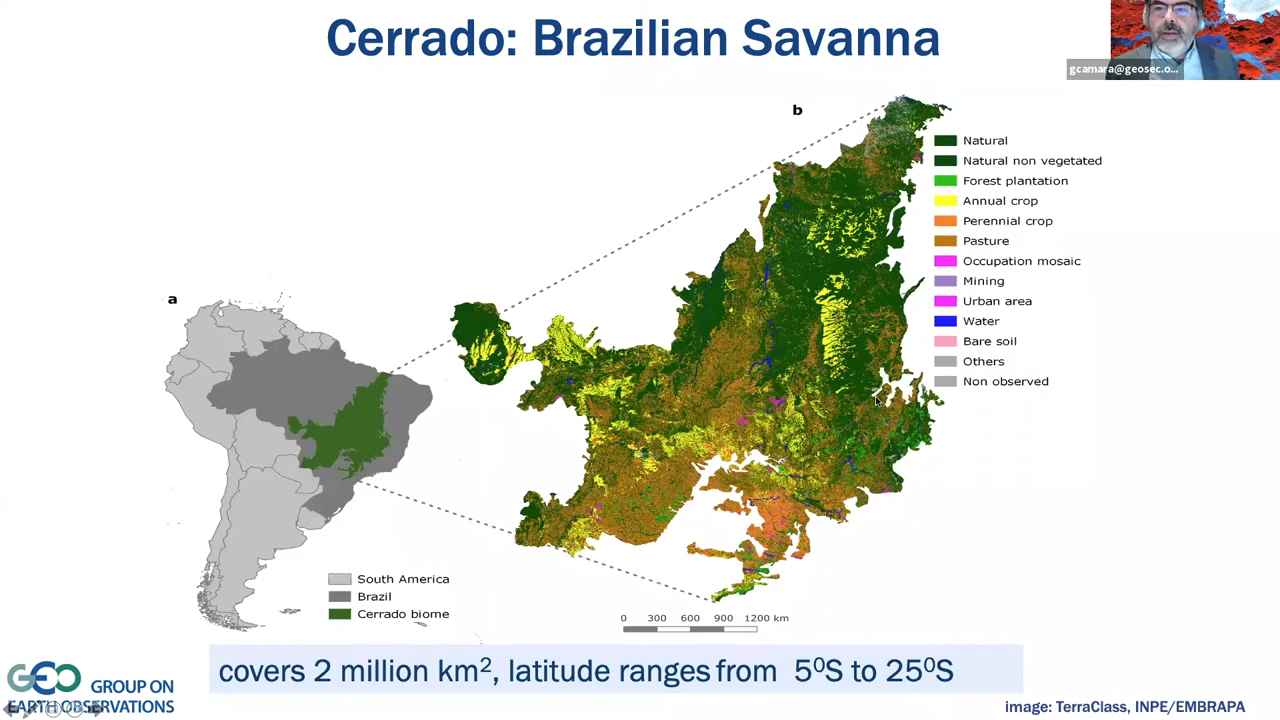 Cerrado: Brazilian Savanna
gcamara@geosec.o...
b
Natural
Natural non vegetated
Forest plantation
Annual crop
Perennial crop
Pasture
Occupation mosaic
Mining
Urban area
Water
Bare soil
Others
Non observed
a
South America
Brazil
Cerrado biome
0 300 600 900 1200 km
covers 2 million km², latitude ranges from 5⁰S to 25⁰S
GEO GROUP ON
EARTH OBSERVATIONS
image: TerraClass, INPE/EMBRAPA